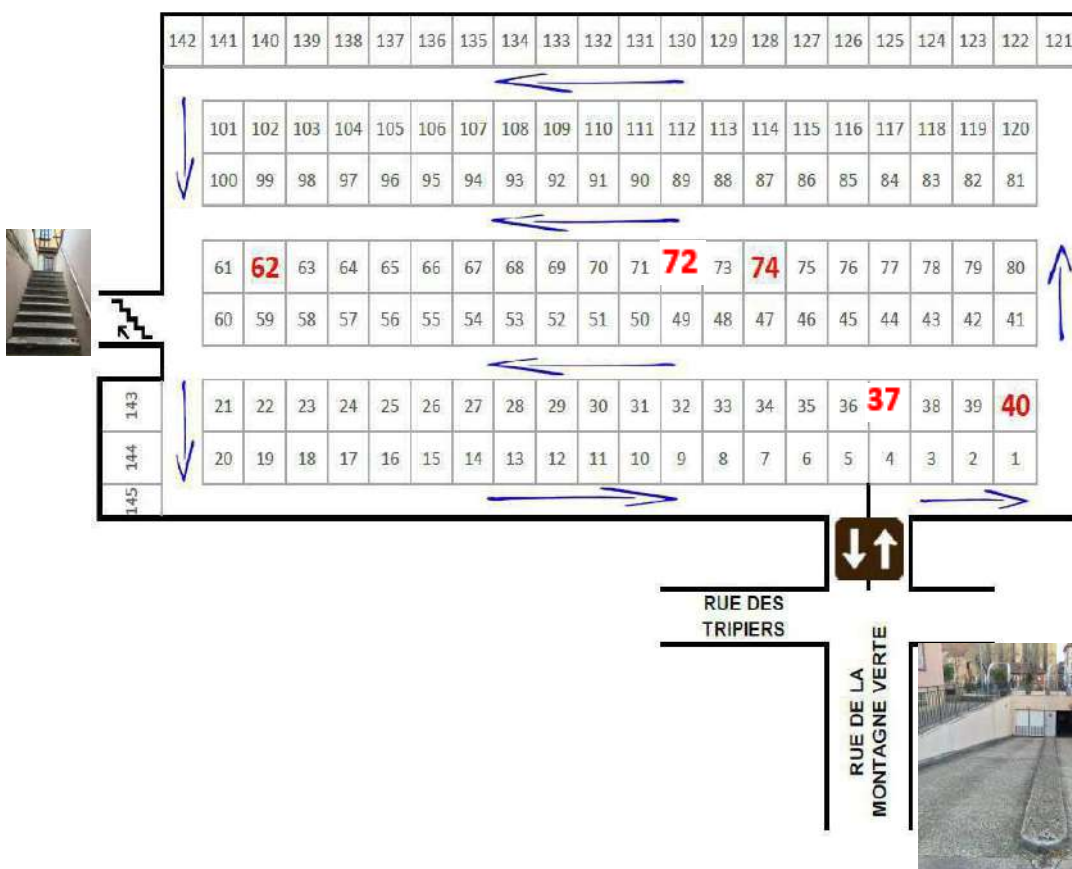 142 141 140 139 138 137 136 135 134 133 132 131 130 129 128 127 126 125 124 123 122 121
101 102 103 104 105 106 107 108 109 110 111 112 113 114 115 116 117 118 119 120
100 99 98 97 96 95 94 93 92 91 90 89 88 87 86 85 84 83 82 81
61 62 63 64 65 66 67 68 69 70 71 72 73 74 75 76 77 78 79 80
60 59 58 57 56 55 54 53 52 51 50 49 48 47 46 45 44 43 42 41
143
21 22 23 24 25 26 27 28 29 30 31 32 33 34 35 36 37 38 39 40
144
20 19 18 17 16 15 14 13 12 11 10 9 8 7 6 5 4 3 2 1
145
RUE DES
TRIPIERS
RUE DE LA
MONTAGNE VERTE